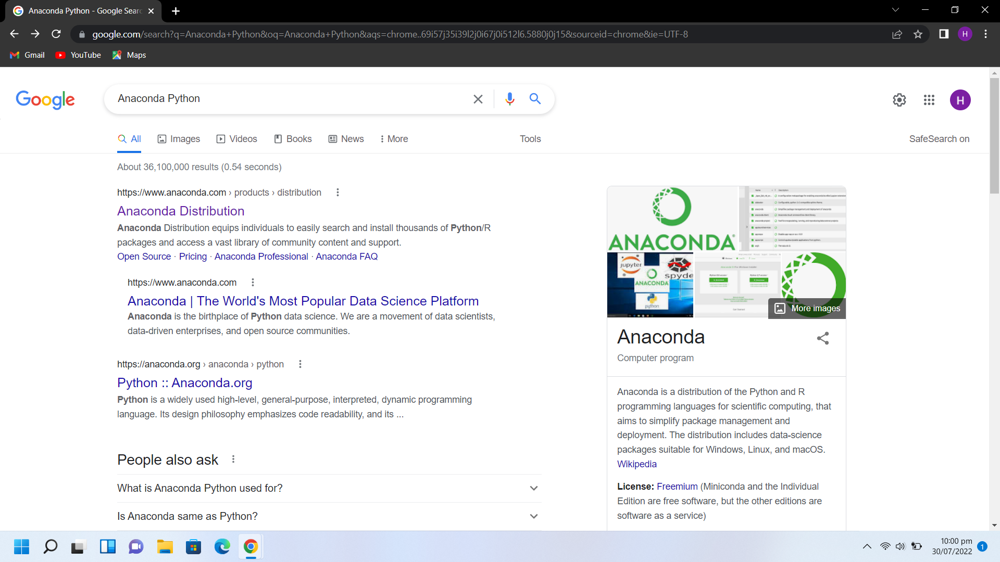 Anaconda Python - Google Sear
google.com/search?q=Anaconda+Python&oq=Anaconda+Python&aqs=chrome..69i57j35i39l2j0i67j0i512l6.5880j0j15&sourceid=chrome&ie=UTF-8
H
Gmail
YouTube
Maps
Google
Anaconda Python
H
All
Images
Videos
Books
News
More
Tools
SafeSearch on
About 36,100,000 results (0.54 seconds)
https://www.anaconda.com › products › distribution
Anaconda Distribution
Anaconda Distribution equips individuals to easily search and install thousands of Python/R
packages and access a vast library of community content and support.
Open Source · Pricing · Anaconda Professional · Anaconda FAQ
https://www.anaconda.com
Anaconda | The World's Most Popular Data Science Platform
Anaconda is the birthplace of Python data science. We are a movement of data scientists,
data-driven enterprises, and open source communities.
https://anaconda.org › anaconda › python
Python :: Anaconda.org
Python is a widely used high-level, general-purpose, interpreted, dynamic programming
language. Its design philosophy emphasizes code readability, and its ...
People also ask
What is Anaconda Python used for?
Is Anaconda same as Python?
ANACONDA
jupyter
spyde
ANACONDA
python
More images
Anaconda
Computer program
Anaconda is a distribution of the Python and R
programming languages for scientific computing, that
aims to simplify package management and
deployment. The distribution includes data-science
packages suitable for Windows, Linux, and macOS.
Wikipedia
License: Freemium (Miniconda and the Individual
Edition are free software, but the other editions are
software as a service)
10:00 pm
30/07/2022
1